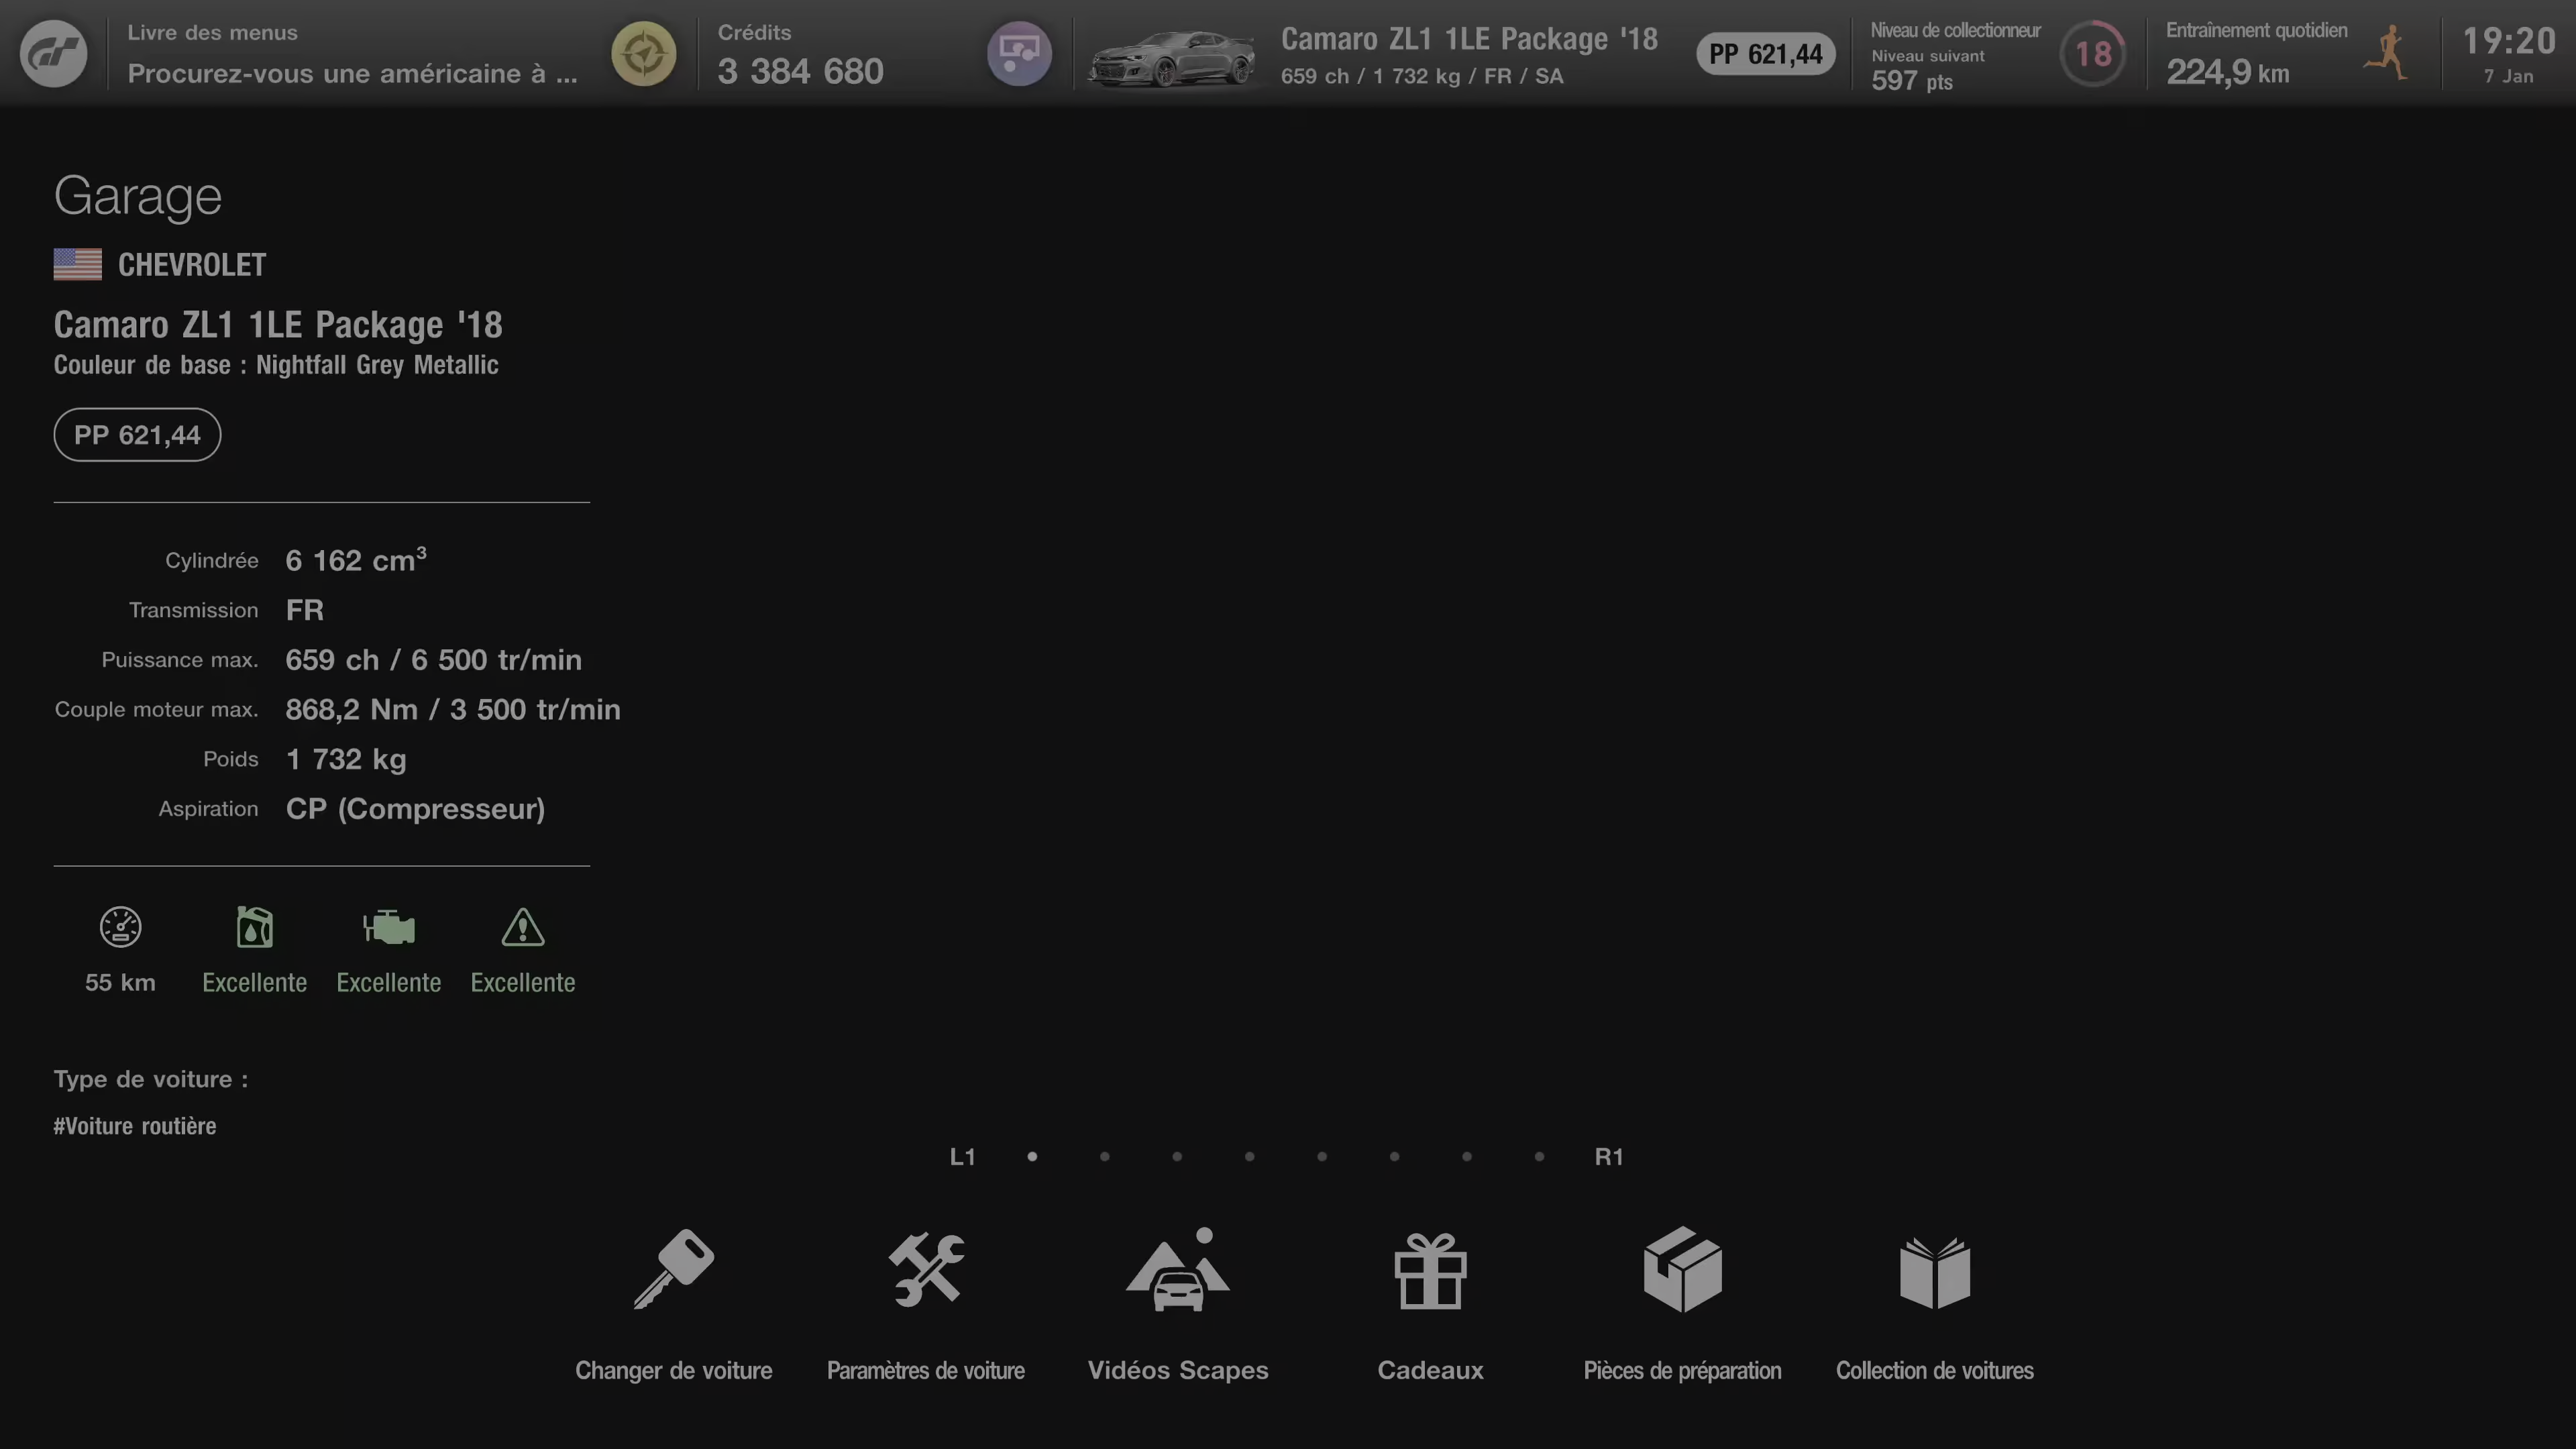 Livre des menus
Procurez-vous une américaine à ...
Crédits
3 384 680
Camaro ZL1 1LE Package '18
659 ch / 1 732 kg / FR / SA
PP 621,44
Niveau de collectionneur
Niveau suivant
597 pts
18
Entraînement quotidien
224,9 km
19:20
7 Jan
Garage
CHEVROLET
Camaro ZL1 1LE Package '18
Couleur de base : Nightfall Grey Metallic
PP 621,44
Cylindrée 6 162 cm³
Transmission FR
Puissance max. 659 ch / 6 500 tr/min
Couple moteur max. 868,2 Nm / 3 500 tr/min
Poids 1 732 kg
Aspiration CP (Compresseur)
55 km Excellente Excellente Excellente
Type de voiture :
#Voiture routière
L1 R1
Changer de voiture Paramètres de voiture Vidéos Scapes Cadeaux Pièces de préparation Collection de voitures